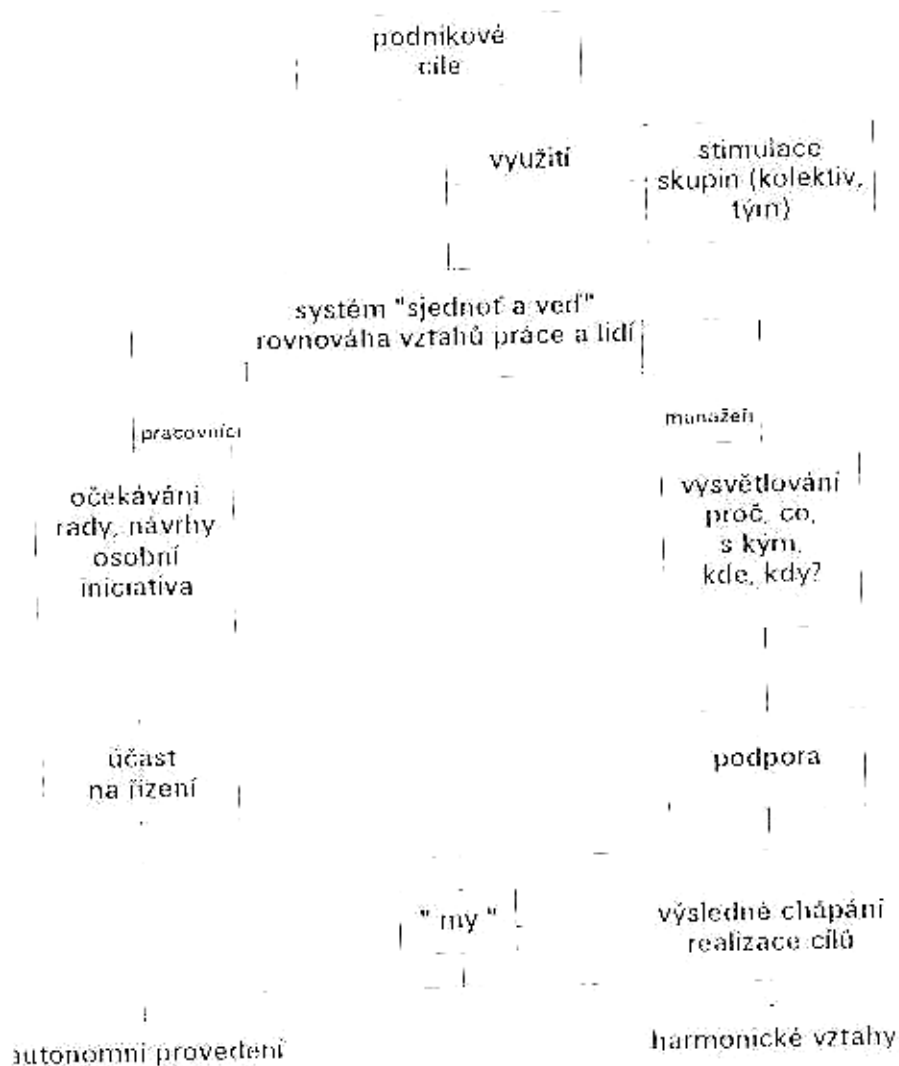 podnikové
cíle
využití
stimulace
skupin (kolektiv,
tým)
systém "sjednoť a veď"
rovnováha vztahů práce a lidí
pracovníci
manažeři
očekávání
rady, návrhy
osobní
iniciativa
vysvětlování
proč, co,
s kým,
kde, kdy?
účast
na řízení
podpora
" my "
výsledné chápání
realizace cílů
autonomní provedení
harmonické vztahy